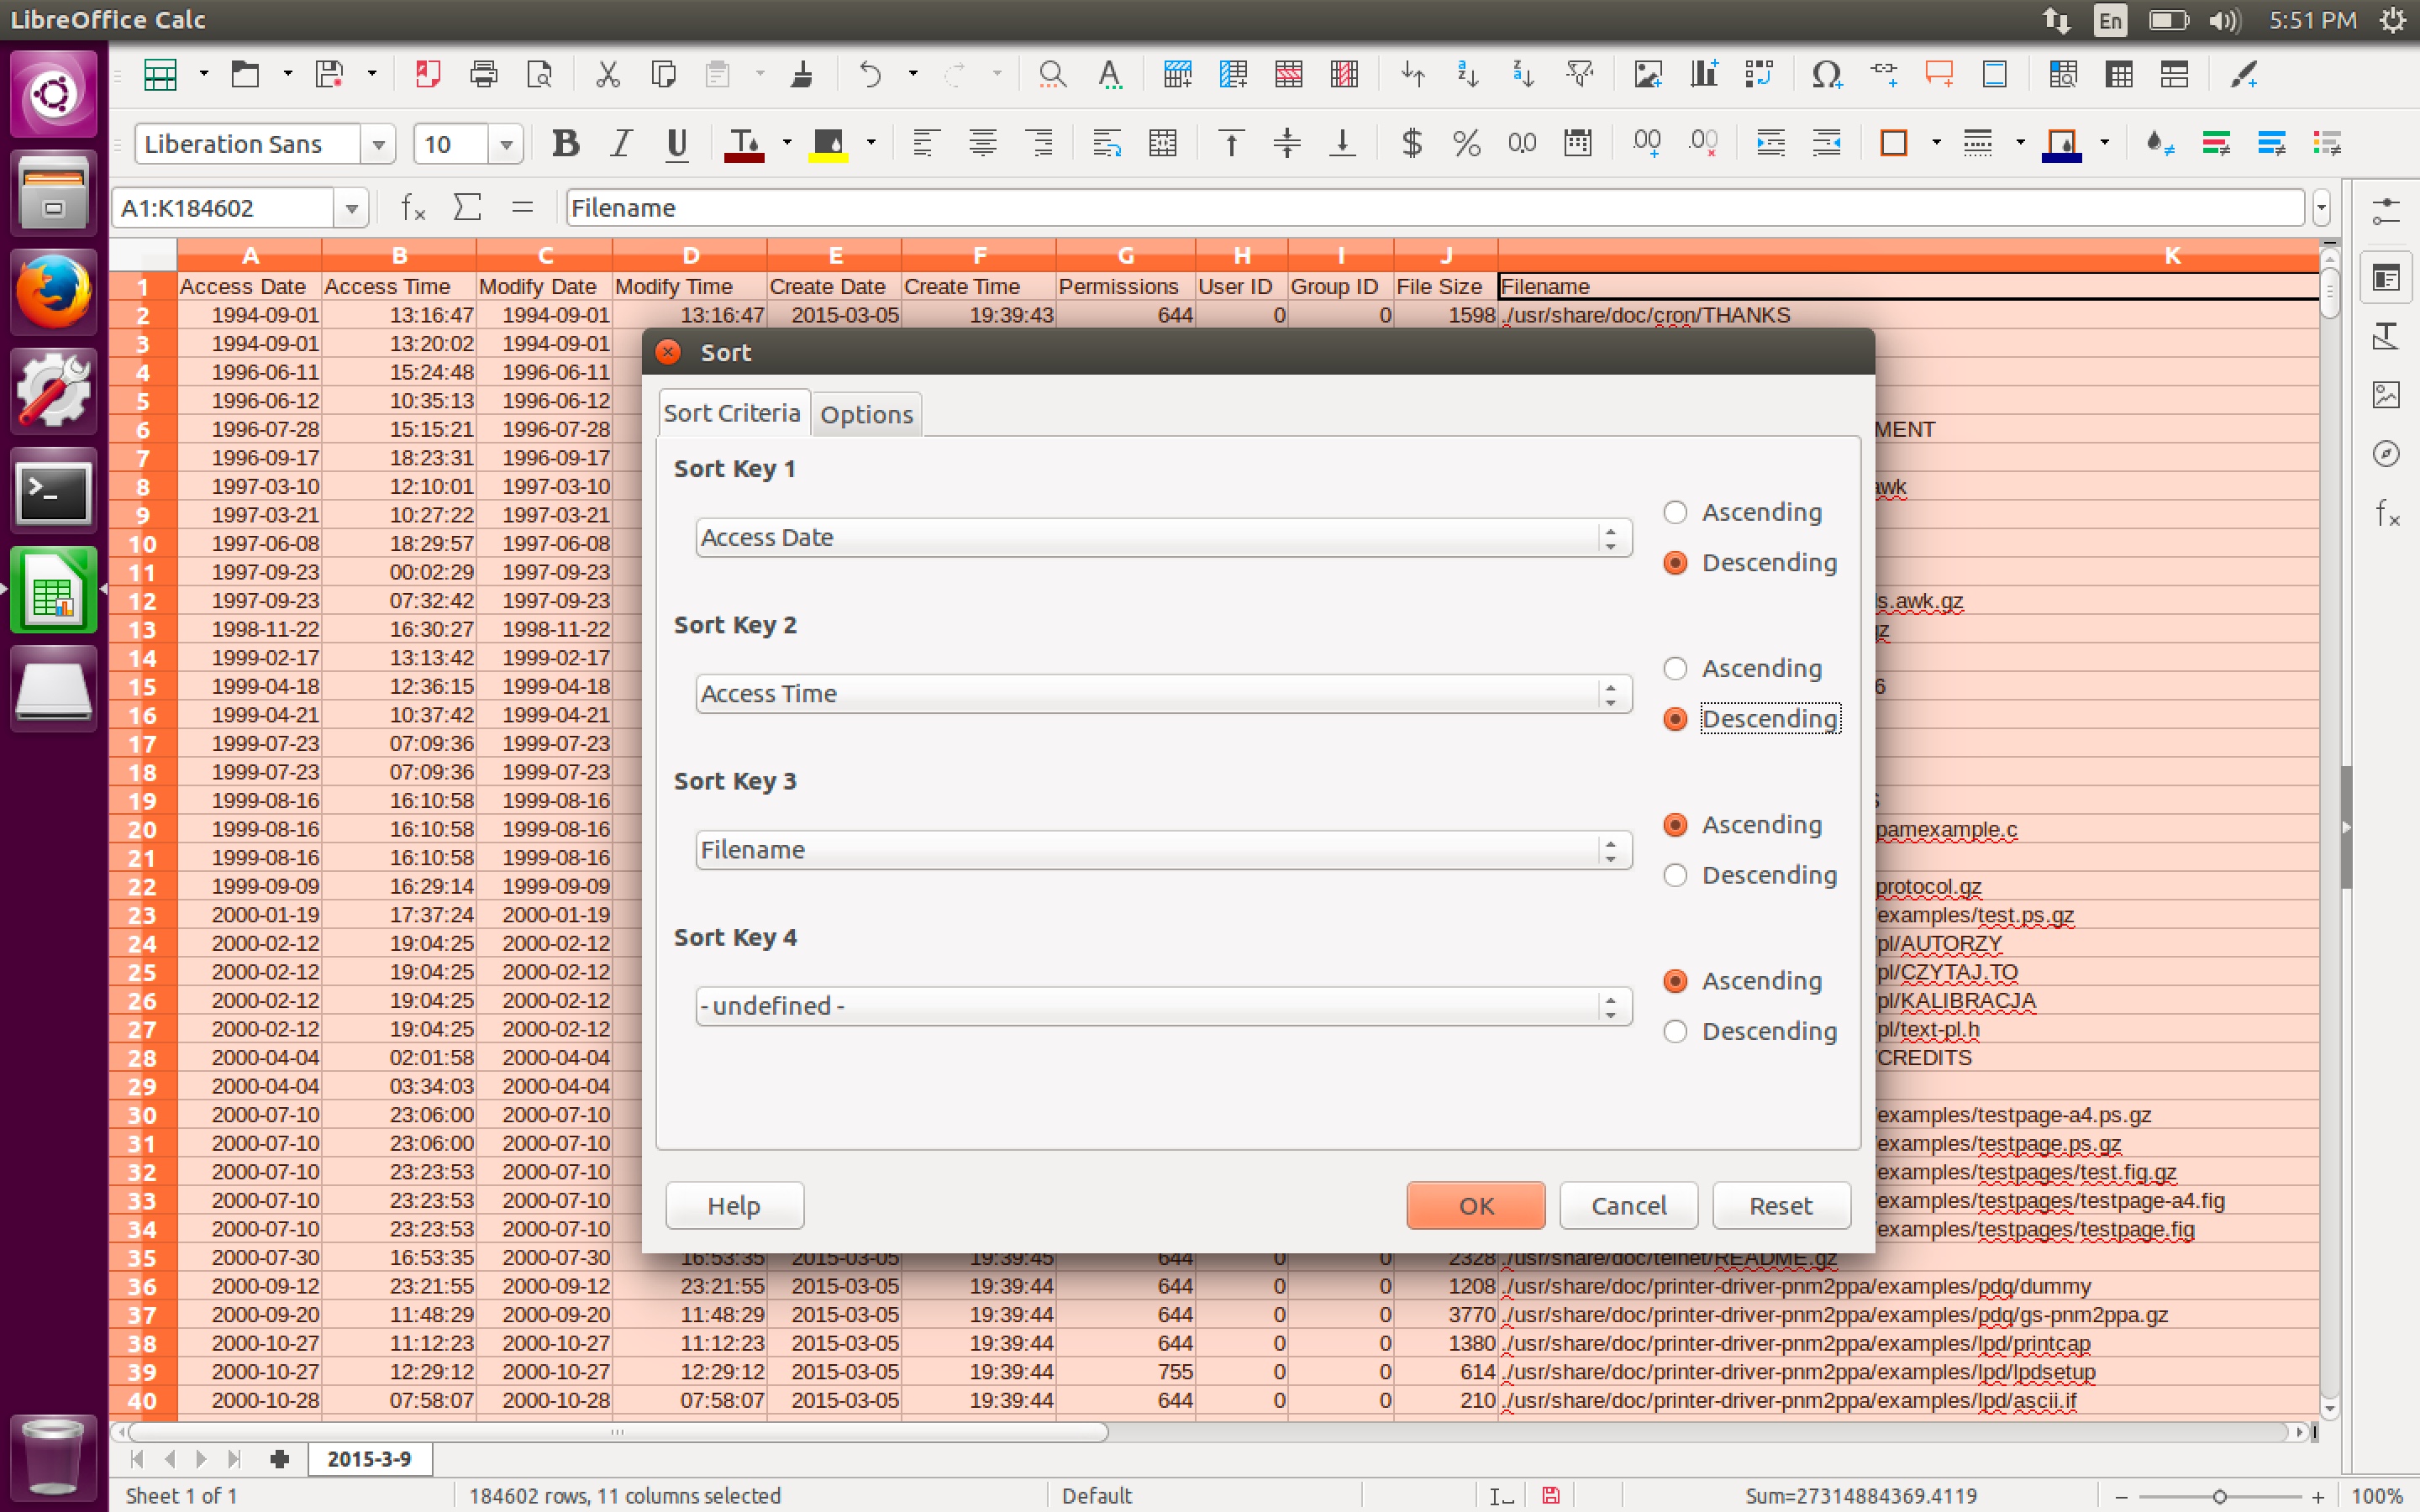 LibreOffice Calc
En
5:51 PM
Liberation Sans
10
A1:K184602
Filename
A B C D E F G H I J K
1 Access Date Access Time Modify Date Modify Time Create Date Create Time Permissions User ID Group ID File Size Filename
2 1994-09-01 13:16:47 1994-09-01 13:16:47 2015-03-05 19:39:43 644 0 0 1598 ./usr/share/doc/cron/THANKS
3 1994-09-01 13:20:02 1994-09-01
4 1996-06-11 15:24:48 1996-06-11
5 1996-06-12 10:35:13 1996-06-12
6 1996-07-28 15:15:21 1996-07-28 MENT
7 1996-09-17 18:23:31 1996-09-17
8 1997-03-10 12:10:01 1997-03-10 awk
9 1997-03-21 10:27:22 1997-03-21
10 1997-06-08 18:29:57 1997-06-08
11 1997-09-23 00:02:29 1997-09-23
12 1997-09-23 07:32:42 1997-09-23 ls.awk.gz
13 1998-11-22 16:30:27 1998-11-22 gz
14 1999-02-17 13:13:42 1999-02-17
15 1999-04-18 12:36:15 1999-04-18 6
16 1999-04-21 10:37:42 1999-04-21
17 1999-07-23 07:09:36 1999-07-23
18 1999-07-23 07:09:36 1999-07-23
19 1999-08-16 16:10:58 1999-08-16
20 1999-08-16 16:10:58 1999-08-16 pamexample.c
21 1999-08-16 16:10:58 1999-08-16
22 1999-09-09 16:29:14 1999-09-09 protocol.gz
23 2000-01-19 17:37:24 2000-01-19 /examples/test.ps.gz
24 2000-02-12 19:04:25 2000-02-12 /pl/AUTORZY
25 2000-02-12 19:04:25 2000-02-12 /pl/CZYTAJ.TO
26 2000-02-12 19:04:25 2000-02-12 /pl/KALIBRACJA
27 2000-02-12 19:04:25 2000-02-12 /pl/text-pl.h
28 2000-04-04 02:01:58 2000-04-04 /CREDITS
29 2000-04-04 03:34:03 2000-04-04
30 2000-07-10 23:06:00 2000-07-10 /examples/testpage-a4.ps.gz
31 2000-07-10 23:06:00 2000-07-10 /examples/testpage.ps.gz
32 2000-07-10 23:23:53 2000-07-10 /examples/testpages/test.fig.gz
33 2000-07-10 23:23:53 2000-07-10 /examples/testpages/testpage-a4.fig
34 2000-07-10 23:23:53 2000-07-10 /examples/testpages/testpage.fig
35 2000-07-30 16:53:35 2000-07-30 16:53:35 2015-03-05 19:39:45 644 0 0 2328 ./usr/share/doc/telnet/README.gz
36 2000-09-12 23:21:55 2000-09-12 23:21:55 2015-03-05 19:39:44 644 0 0 1208 ./usr/share/doc/printer-driver-pnm2ppa/examples/pdq/dummy
37 2000-09-20 11:48:29 2000-09-20 11:48:29 2015-03-05 19:39:44 644 0 0 3770 ./usr/share/doc/printer-driver-pnm2ppa/examples/pdq/gs-pnm2ppa.gz
38 2000-10-27 11:12:23 2000-10-27 11:12:23 2015-03-05 19:39:44 644 0 0 1380 ./usr/share/doc/printer-driver-pnm2ppa/examples/lpd/printcap
39 2000-10-27 12:29:12 2000-10-27 12:29:12 2015-03-05 19:39:44 755 0 0 614 ./usr/share/doc/printer-driver-pnm2ppa/examples/lpd/lpdsetup
40 2000-10-28 07:58:07 2000-10-28 07:58:07 2015-03-05 19:39:44 644 0 0 210 ./usr/share/doc/printer-driver-pnm2ppa/examples/lpd/ascii.if
Sort
Sort Criteria Options
Sort Key 1
Access Date
Ascending
Descending
Sort Key 2
Access Time
Ascending
Descending
Sort Key 3
Filename
Ascending
Descending
Sort Key 4
- undefined -
Ascending
Descending
Help OK Cancel Reset
2015-3-9
Sheet 1 of 1 184602 rows, 11 columns selected Default Sum=27314884369.4119 100%